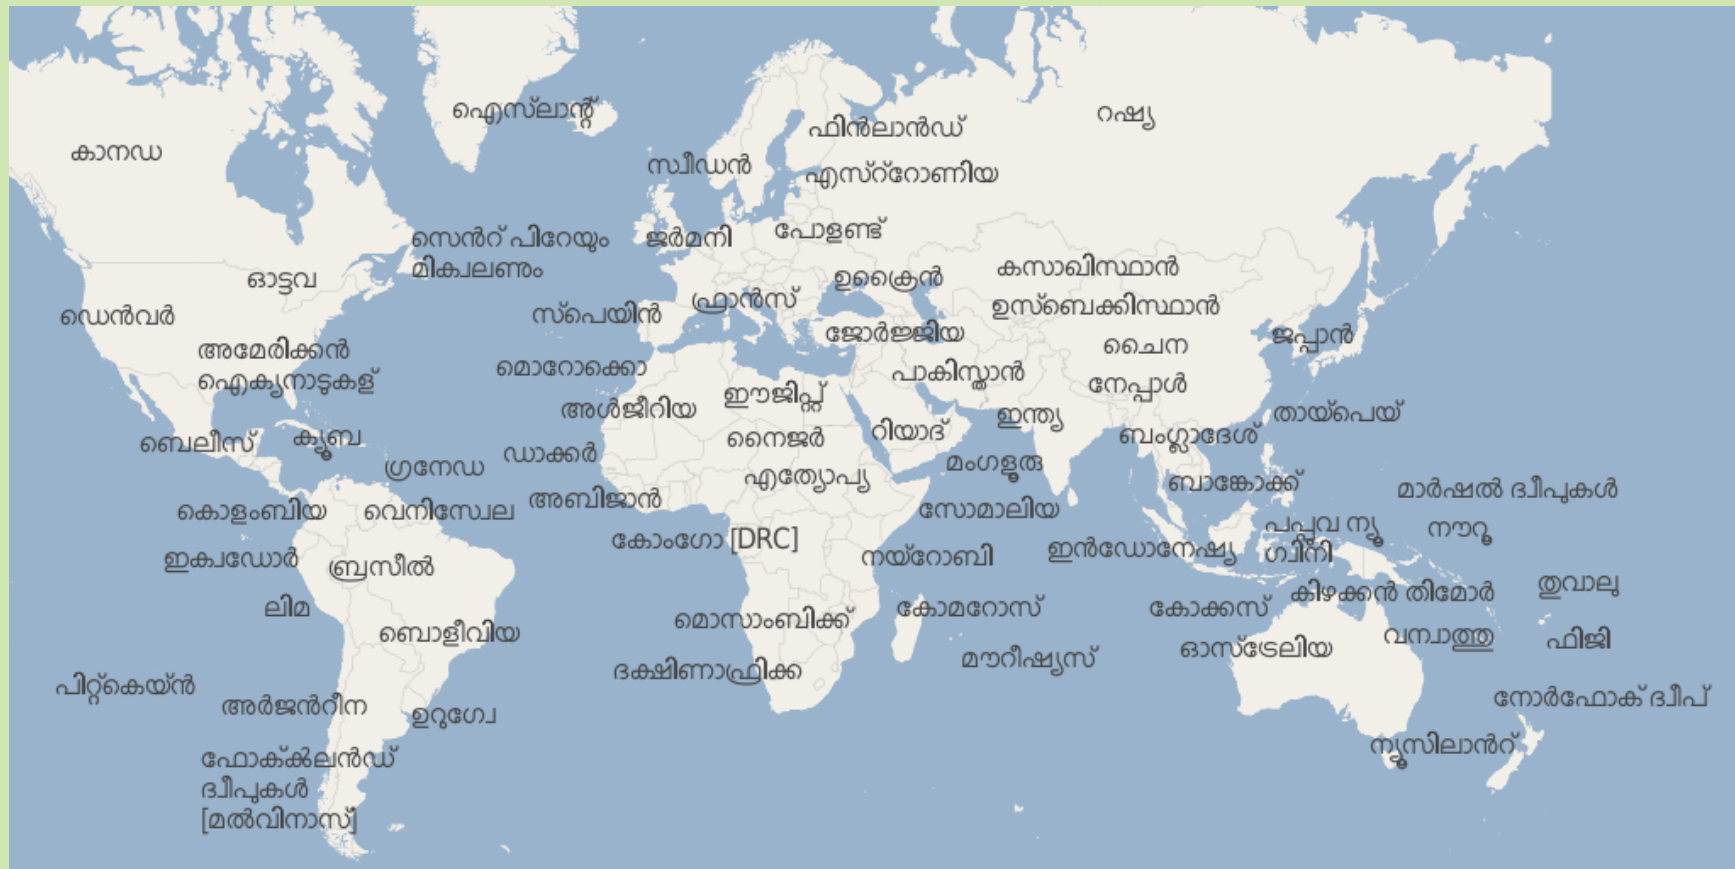 ഐസ്‌ലാന്റ്
റഷ്യ
ഫിൻലാൻഡ്
കാനഡ
സ്വീഡൻ
എസ്റ്റോണിയ
സെൻറ് പിറേയും
മിക്വലണും
ജർമനി
പോളണ്ട്
ഓട്ടവ
ഉക്രൈൻ
കസാഖിസ്ഥാൻ
ഡെൻവർ
സ്പെയിൻ
ഫ്രാൻസ്
ഉസ്ബെക്കിസ്ഥാൻ
ജോർജ്ജിയ
ചൈന
ജപ്പാൻ
അമേരിക്കൻ
ഐക്യനാടുകള്
മൊറോക്കൊ
പാകിസ്താൻ
നേപ്പാൾ
അൾജീറിയ
ഈജിപ്റ്റ്
ഇന്ത്യ
തായ്പെയ്
ബെലീസ്
ക്യൂബ
നൈജർ
റിയാദ്
ബംഗ്ലാദേശ്
ഗ്രനേഡ
ഡാക്കർ
എത്യോപ്യ
മംഗളൂരു
ബാങ്കോക്ക്
മാർഷൽ ദ്വീപുകൾ
കൊളംബിയ
വെനിസ്വേല
അബിജാൻ
സോമാലിയ
പപ്പുവ ന്യൂ
ഗ്വിനി
നൗറൂ
കോംഗോ [DRC]
നയ്റോബി
ഇൻഡോനേഷ്യ
ഇക്വഡോർ
ബ്രസീൽ
കിഴക്കൻ തിമോർ
തുവാലു
ലിമ
മൊസാംബിക്ക്
കോമറോസ്
കോക്കസ്
ബൊളീവിയ
ഓസ്ട്രേലിയ
വന്വാത്തു
ഫിജി
ദക്ഷിണാഫ്രിക്ക
മൗറീഷ്യസ്
പിറ്റ്കെയ്ൻ
അർജൻറീന
ഉറുഗ്വേ
നോർഫോക് ദ്വീപ്
ന്യൂസിലാൻറ്
ഫോക്ക്‌ലൻഡ്
ദ്വീപുകൾ
[മൽവിനാസ്]